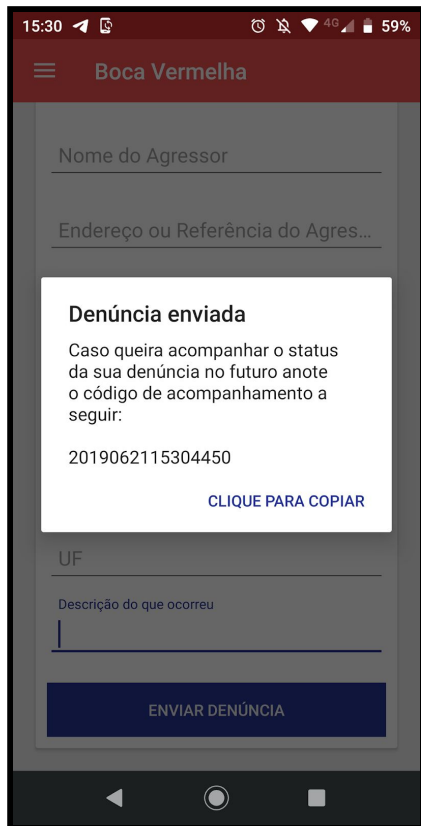 15:30 4G 59%
Boca Vermelha
Nome do Agressor
Endereço ou Referência do Agres...
Denúncia enviada
Caso queira acompanhar o status
da sua denúncia no futuro anote
o código de acompanhamento a
seguir:
2019062115304450
CLIQUE PARA COPIAR
UF
Descrição do que ocorreu
ENVIAR DENÚNCIA